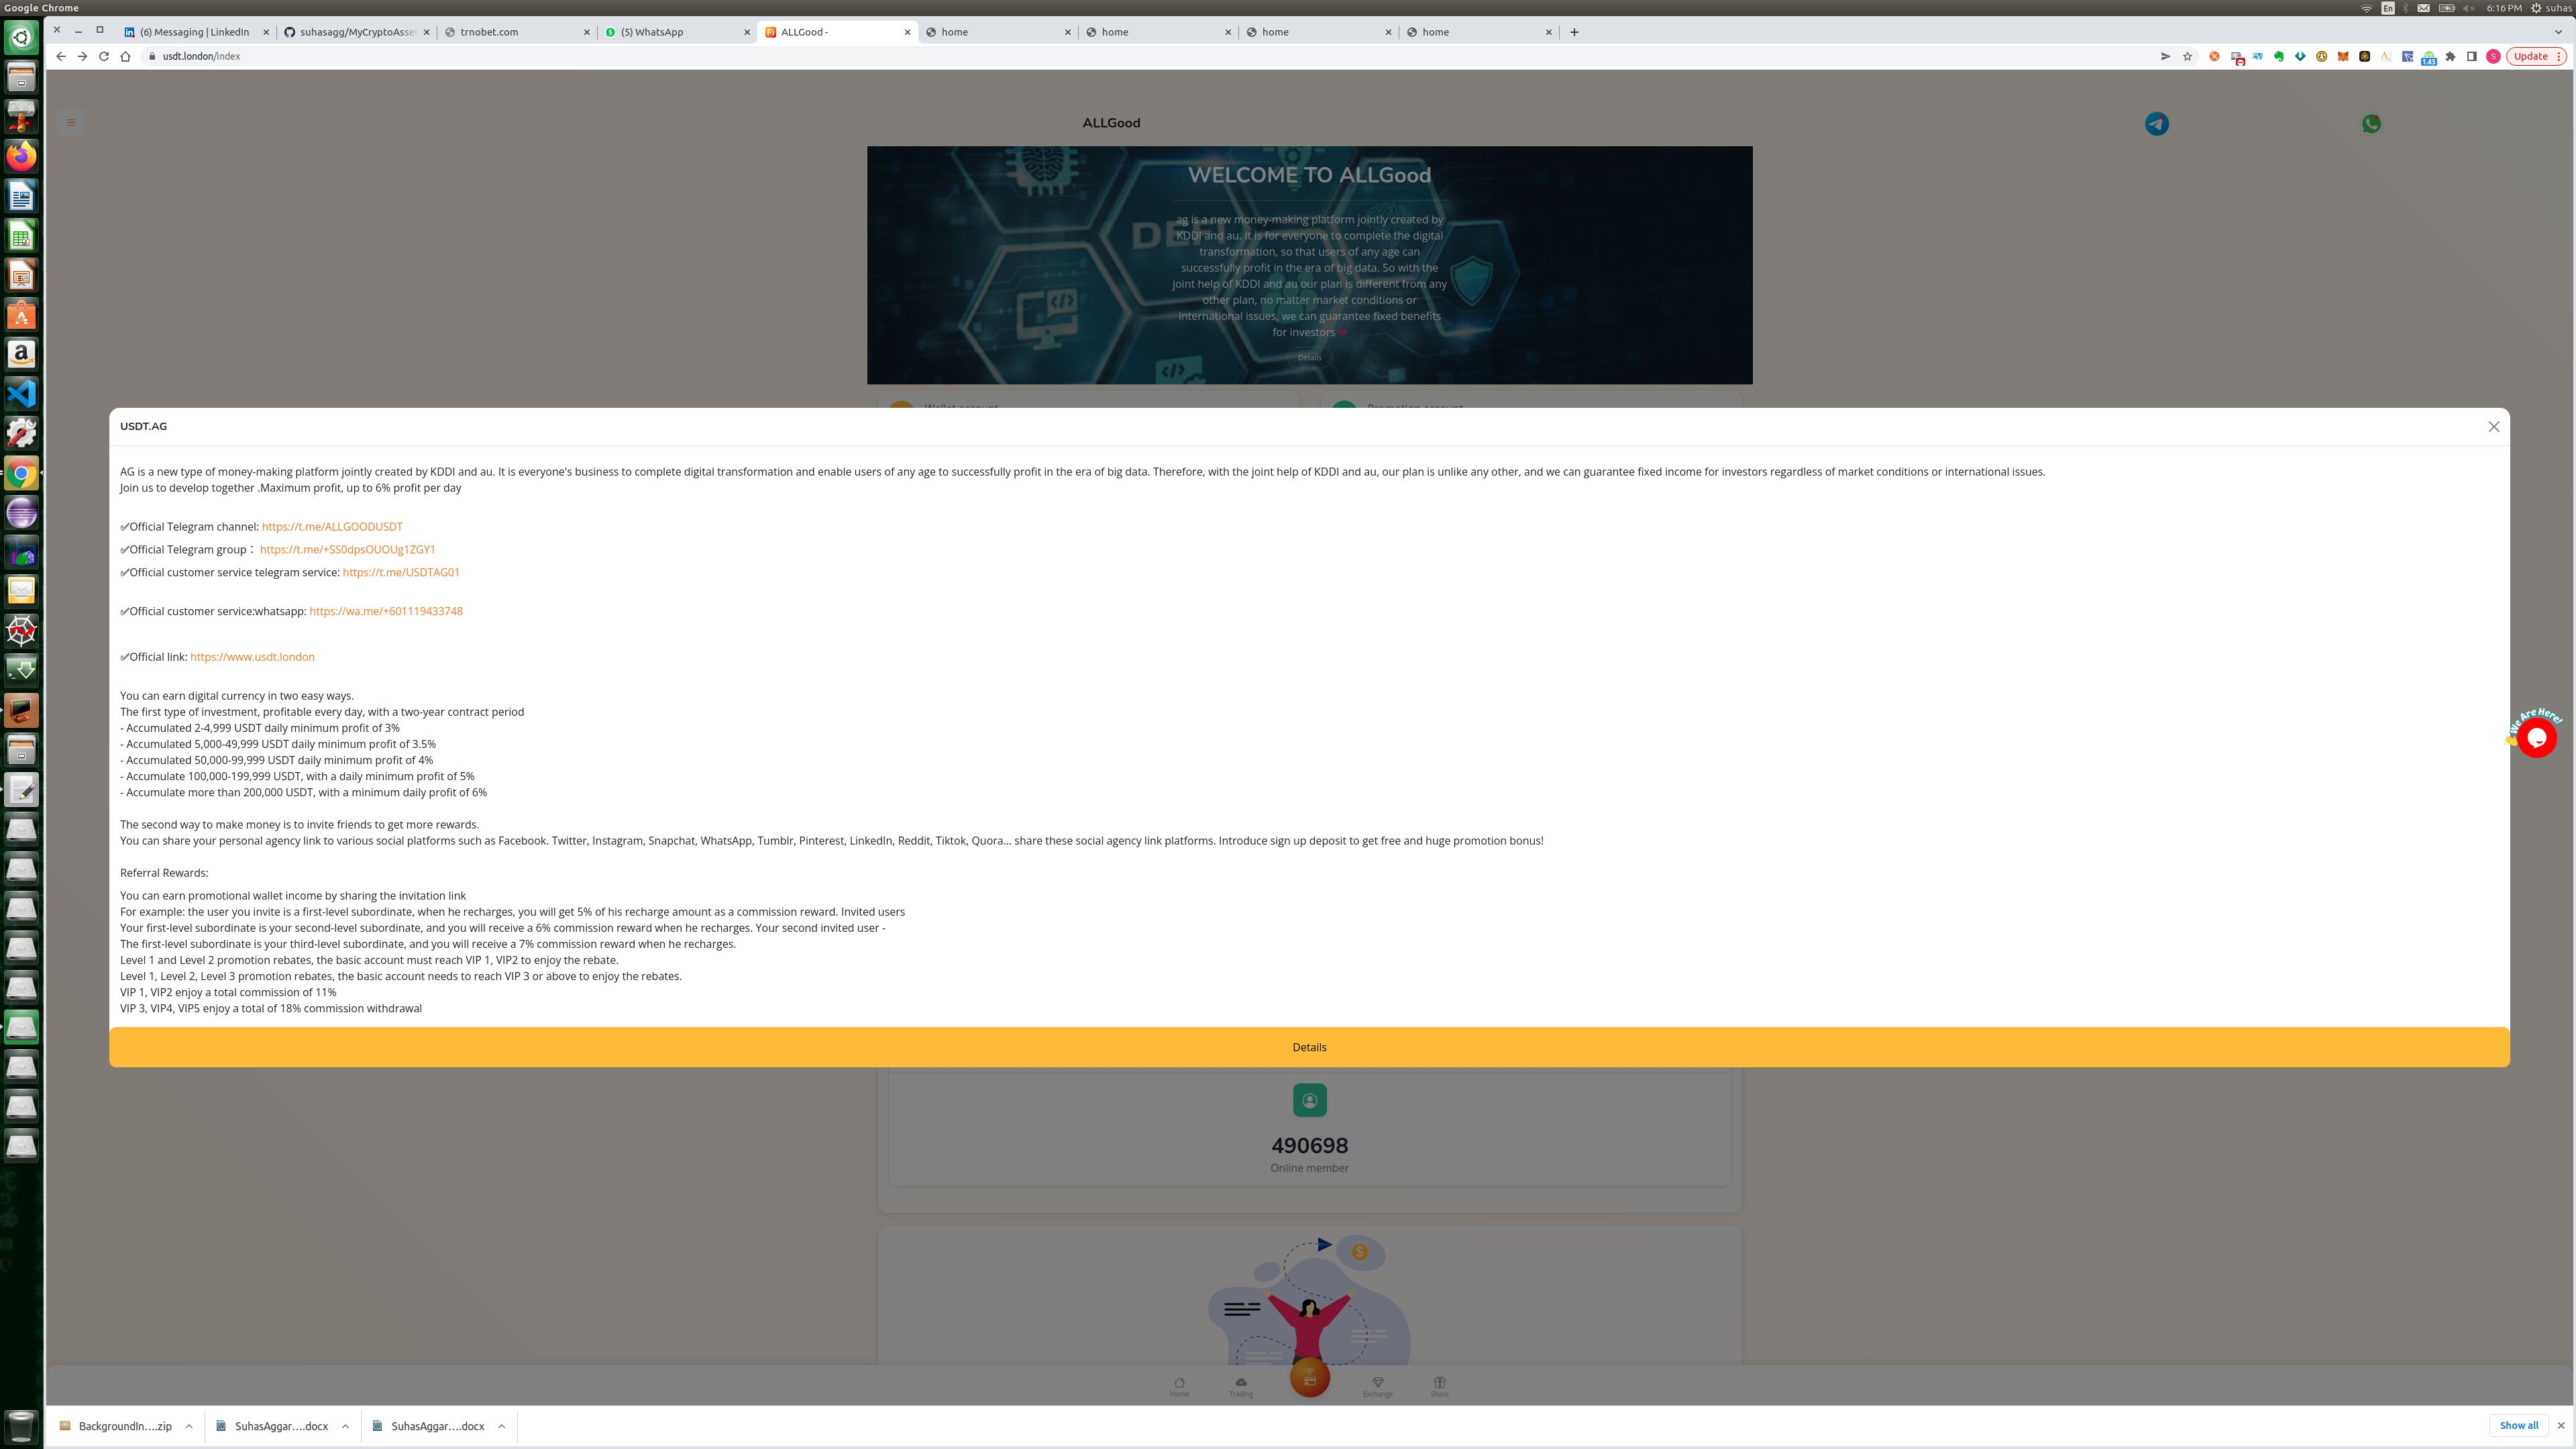 Google Chrome
En
6:16 PM
suhas
(6) Messaging | LinkedIn
suhasagg/MyCryptoAsset
trnobets.com
(5) WhatsApp
ALLGood -
home
home
home
home
usdt.london/index
1.45
S
Update
ALLGood
WELCOME TO ALLGood
ag is a new money-making platform jointly created by
KDDI and au. It is for everyone to complete the digital
transformation, so that users of any age can
successfully profit in the era of big data. So with the
joint help of KDDI and au our plan is different from any
other plan, no matter market conditions or
international issues, we can guarantee fixed benefits
for investors
Details
Wallet account
Promotion account
USDT.AG
AG is a new type of money-making platform jointly created by KDDI and au. It is everyone's business to complete digital transformation and enable users of any age to successfully profit in the era of big data. Therefore, with the joint help of KDDI and au, our plan is unlike any other, and we can guarantee fixed income for investors regardless of market conditions or international issues.
Join us to develop together .Maximum profit, up to 6% profit per day
✅Official Telegram channel: https://t.me/ALLGOODUSDT
✅Official Telegram group： https://t.me/+SS0dpsOUOUg1ZGY1
✅Official customer service telegram service: https://t.me/USDTAG01
✅Official customer service:whatsapp: https://wa.me/+601119433748
✅Official link: https://www.usdt.london
We Are Here!
You can earn digital currency in two easy ways.
The first type of investment, profitable every day, with a two-year contract period
- Accumulated 2-4,999 USDT daily minimum profit of 3%
- Accumulated 5,000-49,999 USDT daily minimum profit of 3.5%
- Accumulated 50,000-99,999 USDT daily minimum profit of 4%
- Accumulate 100,000-199,999 USDT, with a daily minimum profit of 5%
- Accumulate more than 200,000 USDT, with a minimum daily profit of 6%
The second way to make money is to invite friends to get more rewards.
You can share your personal agency link to various social platforms such as Facebook. Twitter, Instagram, Snapchat, WhatsApp, Tumblr, Pinterest, LinkedIn, Reddit, Tiktok, Quora... share these social agency link platforms. Introduce sign up deposit to get free and huge promotion bonus!
Referral Rewards:
You can earn promotional wallet income by sharing the invitation link
For example: the user you invite is a first-level subordinate, when he recharges, you will get 5% of his recharge amount as a commission reward. Invited users
Your first-level subordinate is your second-level subordinate, and you will receive a 6% commission reward when he recharges. Your second invited user -
The first-level subordinate is your third-level subordinate, and you will receive a 7% commission reward when he recharges.
Level 1 and Level 2 promotion rebates, the basic account must reach VIP 1, VIP2 to enjoy the rebate.
Level 1, Level 2, Level 3 promotion rebates, the basic account needs to reach VIP 3 or above to enjoy the rebates.
VIP 1, VIP2 enjoy a total commission of 11%
VIP 3, VIP4, VIP5 enjoy a total of 18% commission withdrawal
Details
490698
Online member
Home
Trading
Exchange
Share
BackgroundIn....zip
SuhasAggar....docx
SuhasAggar....docx
Show all